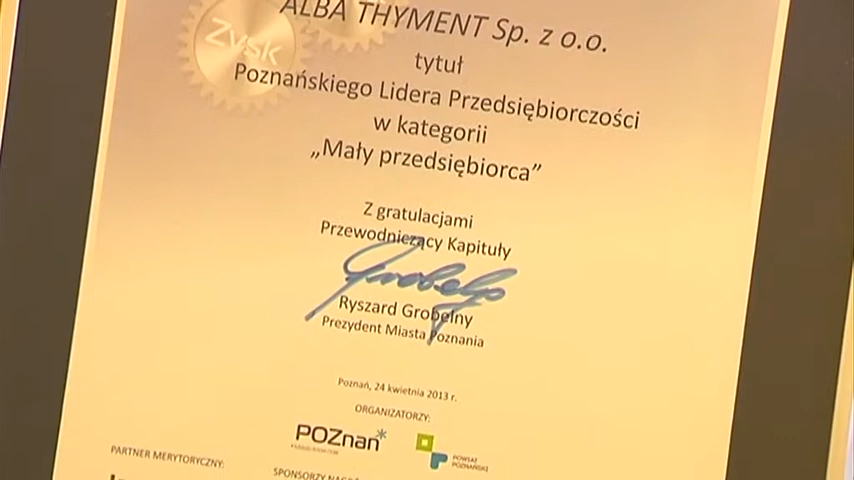 ALBA THYMENT Sp. z o.o.
Zysk
tytuł
Poznańskiego Lidera Przedsiębiorczości
w kategorii
„Mały przedsiębiorca”
Z gratulacjami
Przewodniczący Kapituły
Ryszard Grobelny
Prezydent Miasta Poznania
Poznań, 24 kwietnia 2013 r.
ORGANIZATORZY:
POZnan*
POWIAT
POZNAŃSKI
PARTNER MERYTORYCZNY:
SPONSORZY